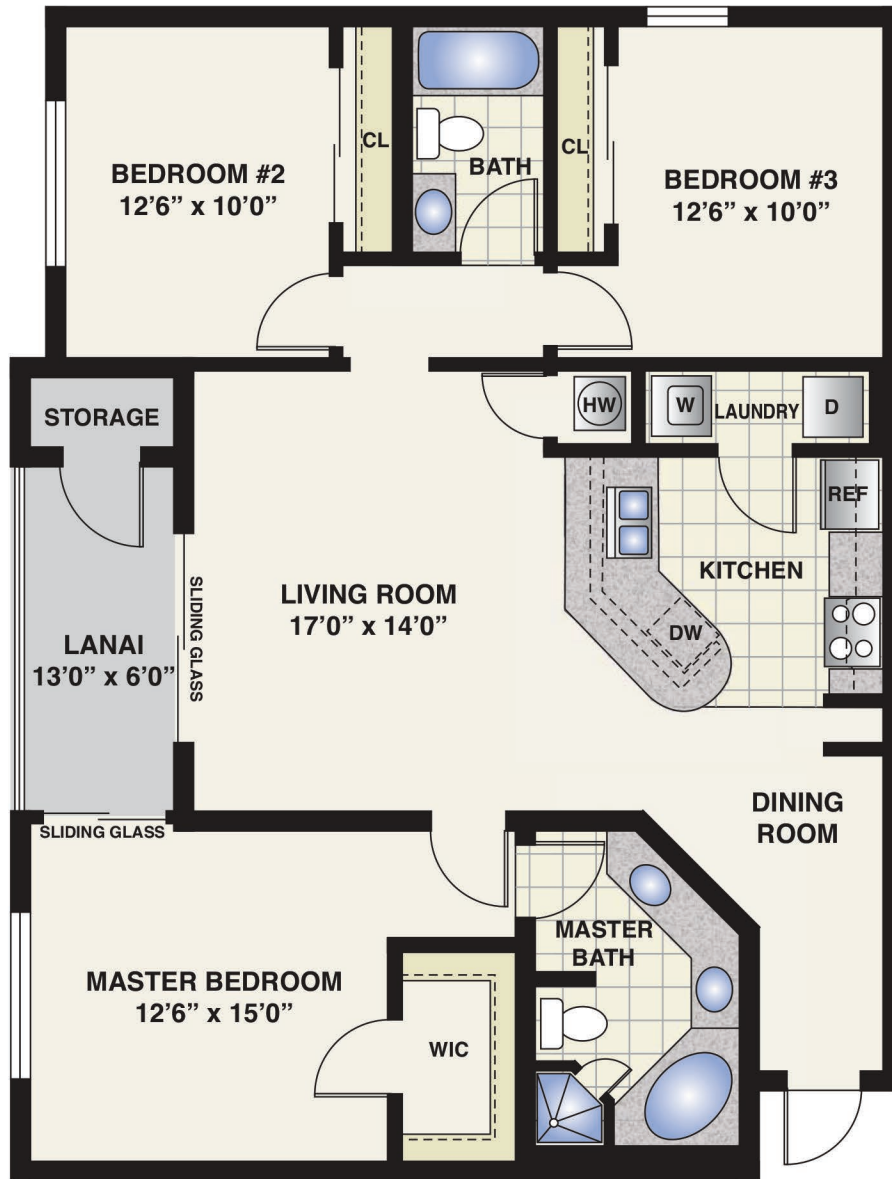 BEDROOM #2
12’6” x 10’0”
CL
BATH
CL
BEDROOM #3
12’6” x 10’0”
STORAGE
HW
W
LAUNDRY
D
REF
KITCHEN
LIVING ROOM
17’0” x 14’0”
SLIDING GLASS
DW
LANAI
13’0” x 6’0”
SLIDING GLASS
DINING
ROOM
MASTER
BATH
MASTER BEDROOM
12’6” x 15’0”
WIC